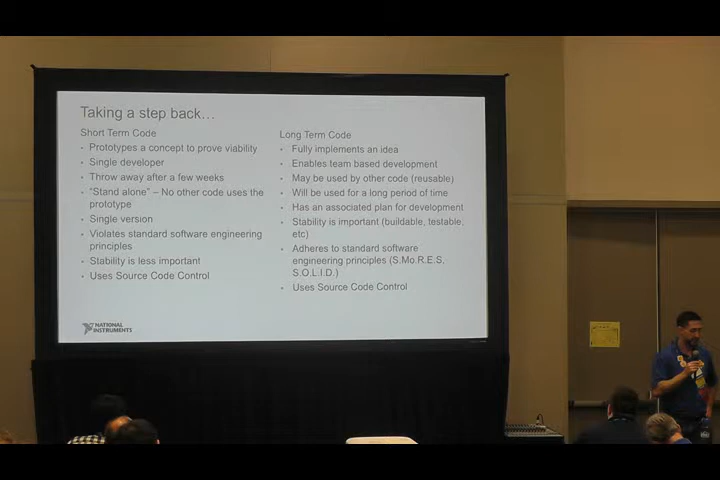 Taking a step back…
Short Term Code
• Prototypes a concept to prove viability
• Single developer
• Throw away after a few weeks
• “Stand alone” – No other code uses the
prototype
• Single version
• Violates standard software engineering
principles
• Stability is less important
• Uses Source Code Control
Long Term Code
• Fully implements an idea
• Enables team based development
• May be used by other code (reusable)
• Will be used for a long period of time
• Has an associated plan for development
• Stability is important (buildable, testable,
etc)
• Adheres to standard software
engineering principles (S.Mo.R.E.S,
S.O.L.I.D.)
• Uses Source Code Control
NATIONAL
INSTRUMENTS